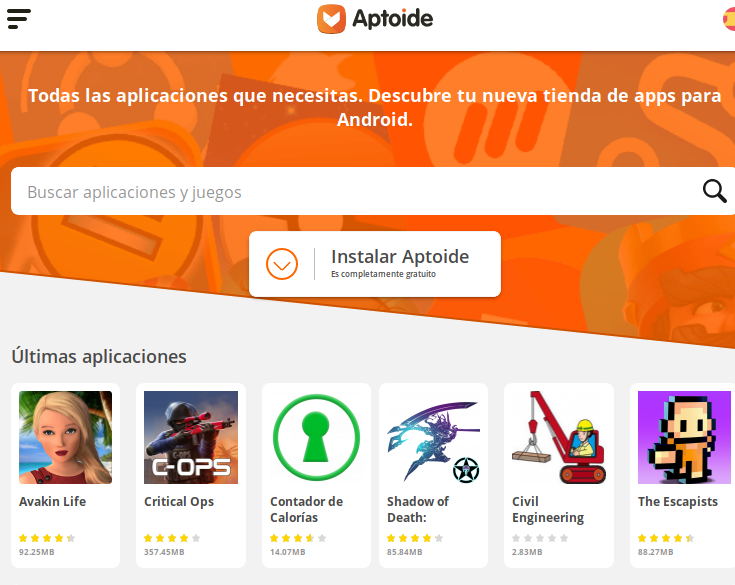 Aptoide
Todas las aplicaciones que necesitas. Descubre tu nueva tienda de apps para
Android.
Buscar aplicaciones y juegos
Instalar Aptoide
Es completamente gratuito
Últimas aplicaciones
C-OPS
Avakin Life
92.25MB
Critical Ops
357.45MB
Contador de
Calorías
14.07MB
Shadow of
Death:
85.84MB
Civil
Engineering
2.83MB
The Escapists
88.27MB